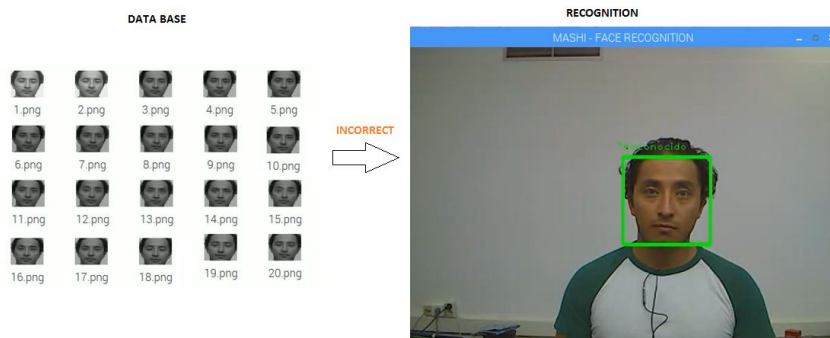 DATA BASE
RECOGNITION
MASHI - FACE RECOGNITION
1.png 2.png 3.png 4.png 5.png
6.png 7.png 8.png 9.png 10.png
11.png 12.png 13.png 14.png 15.png
16.png 17.png 18.png 19.png 20.png
INCORRECT
Desconocido